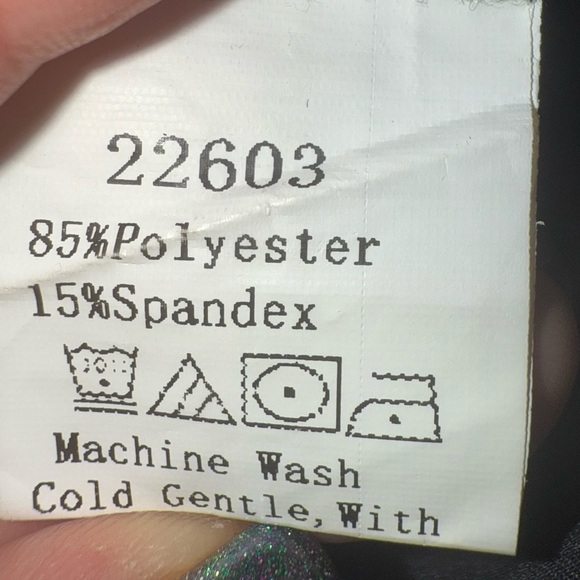 22603
85%Polyester
15%Spandex
Machine Wash
Cold Gentle, With